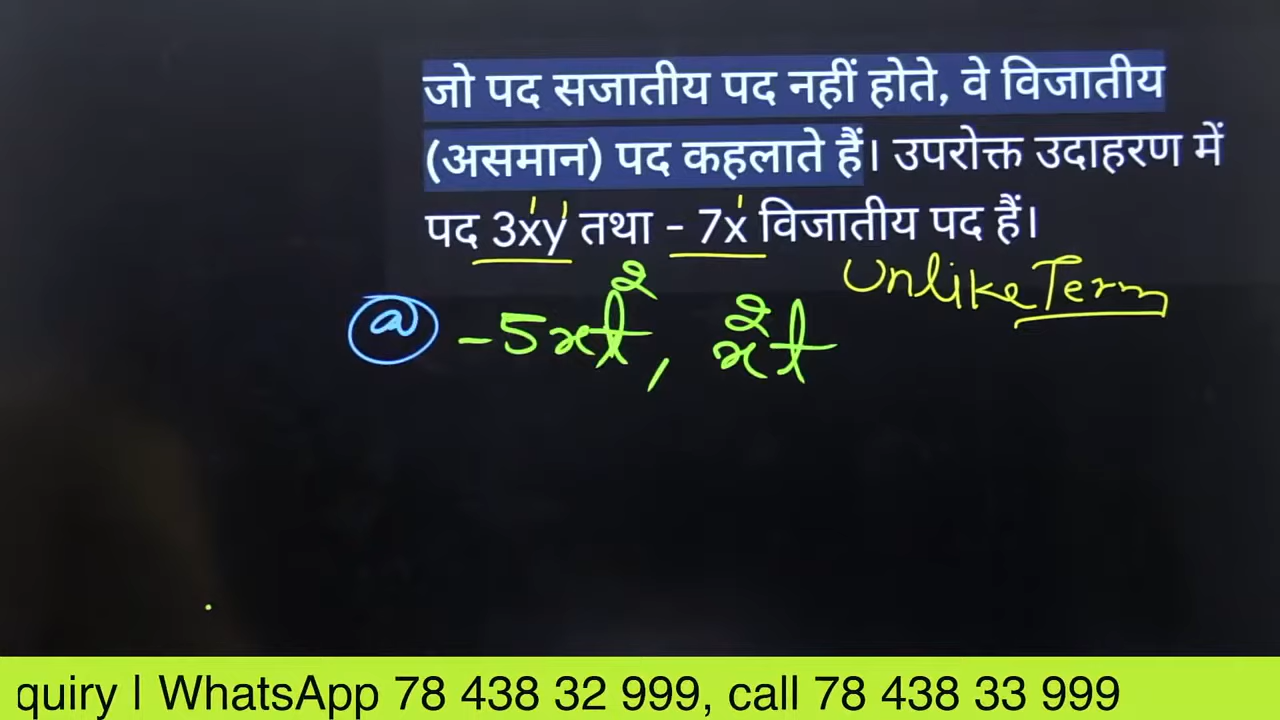 जो पद सजातीय पद नहीं होते, वे विजातीय
(असमान) पद कहलाते हैं। उपरोक्त उदाहरण में
पद 3xy तथा - 7x विजातीय पद हैं।
Unlike Term
a -5xt², x²t
quiry | WhatsApp 78 438 32 999, call 78 438 33 999